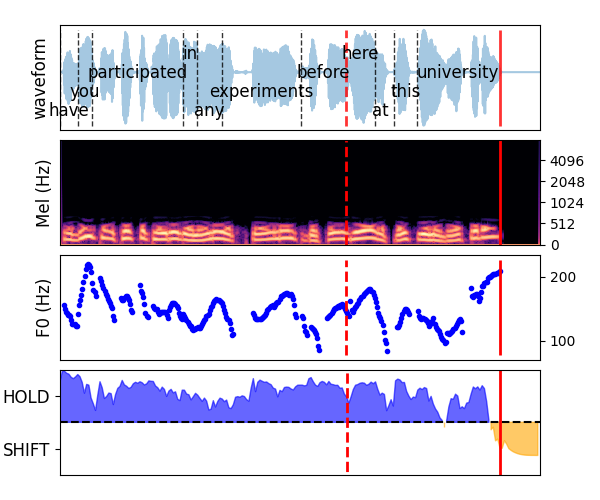 waveform
have you participated in any experiments before here at this university
Mel (Hz)
4096
2048
1024
512
0
F0 (Hz)
200
100
HOLD
SHIFT